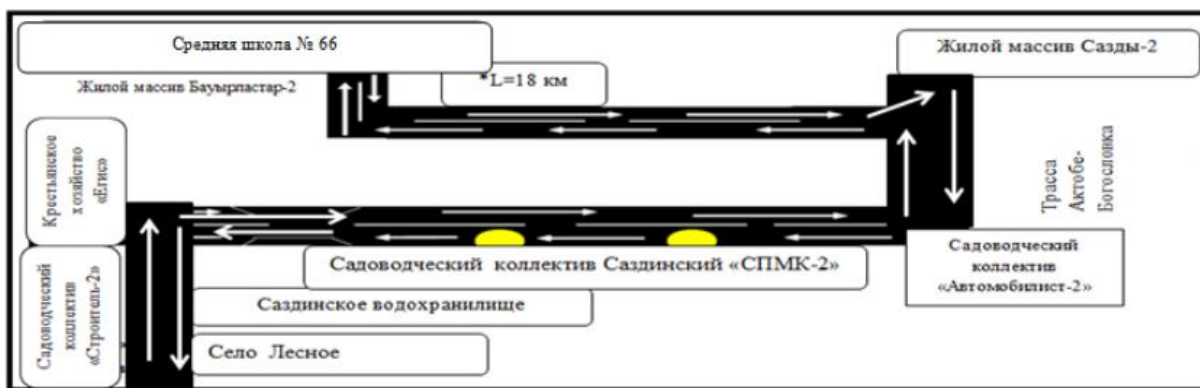 Средняя школа № 66
Жилой массив Сазды-2
Жилой массив Бауырластар-2
*L=18 км
Крестьянское
хозяйство
«Егис»
Трасса
Актобе-
Богословка
Садоводческий
коллектив
«Строитель-2»
Садоводческий коллектив Саздинский «СПМК-2»
Садоводческий
коллектив
«Автомобилист-2»
Саздинское водохранилище
Село Лесное